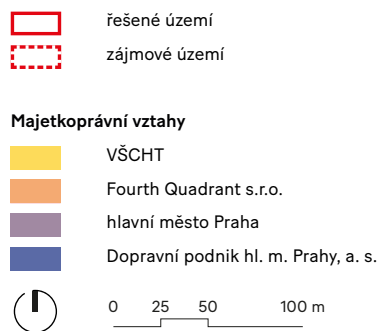 řešené území
zájmové území
Majetkoprávní vztahy
VŠCHT
Fourth Quadrant s.r.o.
hlavní město Praha
Dopravní podnik hl. m. Prahy, a. s.
0 25 50 100 m